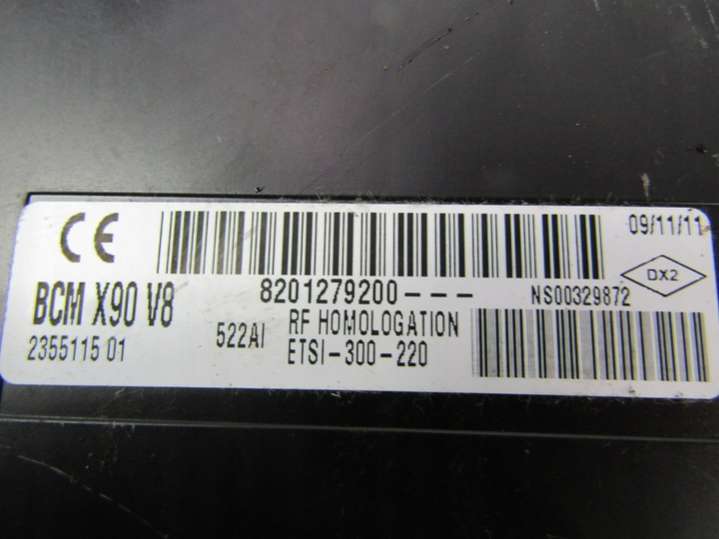 CE
09/11/11
BCM X90 V8
8201279200---
DX2
NS00329872
2355115 01
522AI
RF HOMOLOGATION
ETSI-300-220